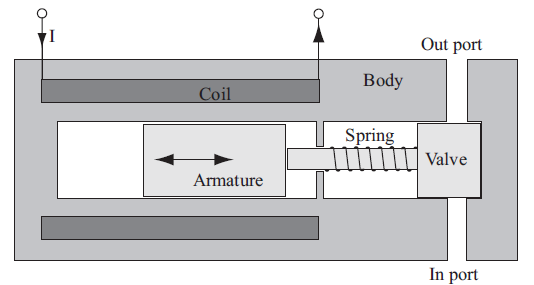 I
Out port
Body
Coil
Spring
Valve
Armature
In port